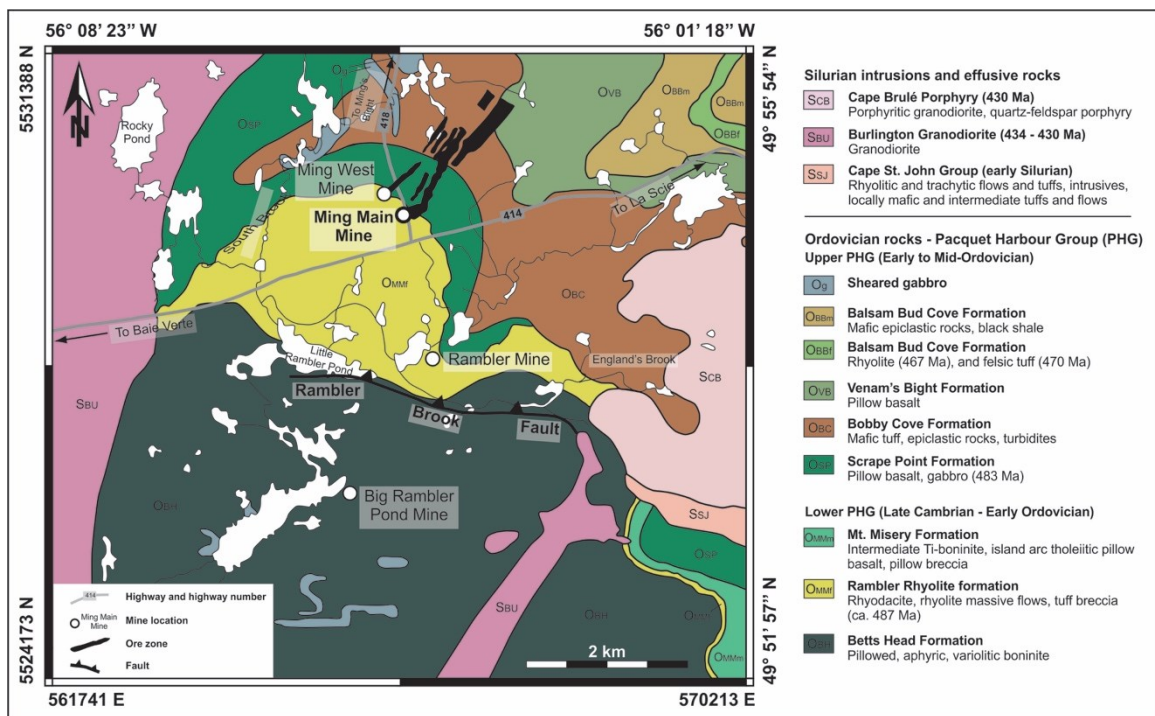 56° 08' 23" W
56° 01' 18" W
5531388 N
49° 55' 54" N
N
Rocky
Pond
OSP
Og
To Ming's
Bight
418
OVB
OBBm
OBBm
OBBf
Ming West
Mine
Ming Main
Mine
South Brook
414
To La Scie
OMMf
OBC
To Baie Verte
Little
Rambler Pond
Rambler Mine
England's Brook
SCB
SBU
Rambler
Brook
Fault
OBH
Big Rambler
Pond Mine
SSJ
OSP
SBU
OBH
OMMf
OMMm
414
Highway and highway number
Ming Main
Mine
Mine location
Ore zone
Fault
2 km
5524173 N
49° 51' 57" N
561741 E
570213 E
Silurian intrusions and effusive rocks
SCB
Cape Brulé Porphyry (430 Ma)
Porphyritic granodiorite, quartz-feldspar porphyry
SBU
Burlington Granodiorite (434 - 430 Ma)
Granodiorite
SSJ
Cape St. John Group (early Silurian)
Rhyolitic and trachytic flows and tuffs, intrusives,
locally mafic and intermediate tuffs and flows
Ordovician rocks - Pacquet Harbour Group (PHG)
Upper PHG (Early to Mid-Ordovician)
Og
Sheared gabbro
OBBm
Balsam Bud Cove Formation
Mafic epiclastic rocks, black shale
OBBf
Balsam Bud Cove Formation
Rhyolite (467 Ma), and felsic tuff (470 Ma)
OVB
Venam's Bight Formation
Pillow basalt
OBC
Bobby Cove Formation
Mafic tuff, epiclastic rocks, turbidites
OSP
Scrape Point Formation
Pillow basalt, gabbro (483 Ma)
Lower PHG (Late Cambrian - Early Ordovician)
OMMm
Mt. Misery Formation
Intermediate Ti-boninite, island arc tholeiitic pillow
basalt, pillow breccia
OMMf
Rambler Rhyolite formation
Rhyodacite, rhyolite massive flows, tuff breccia
(ca. 487 Ma)
OBH
Betts Head Formation
Pillowed, aphyric, variolitic boninite